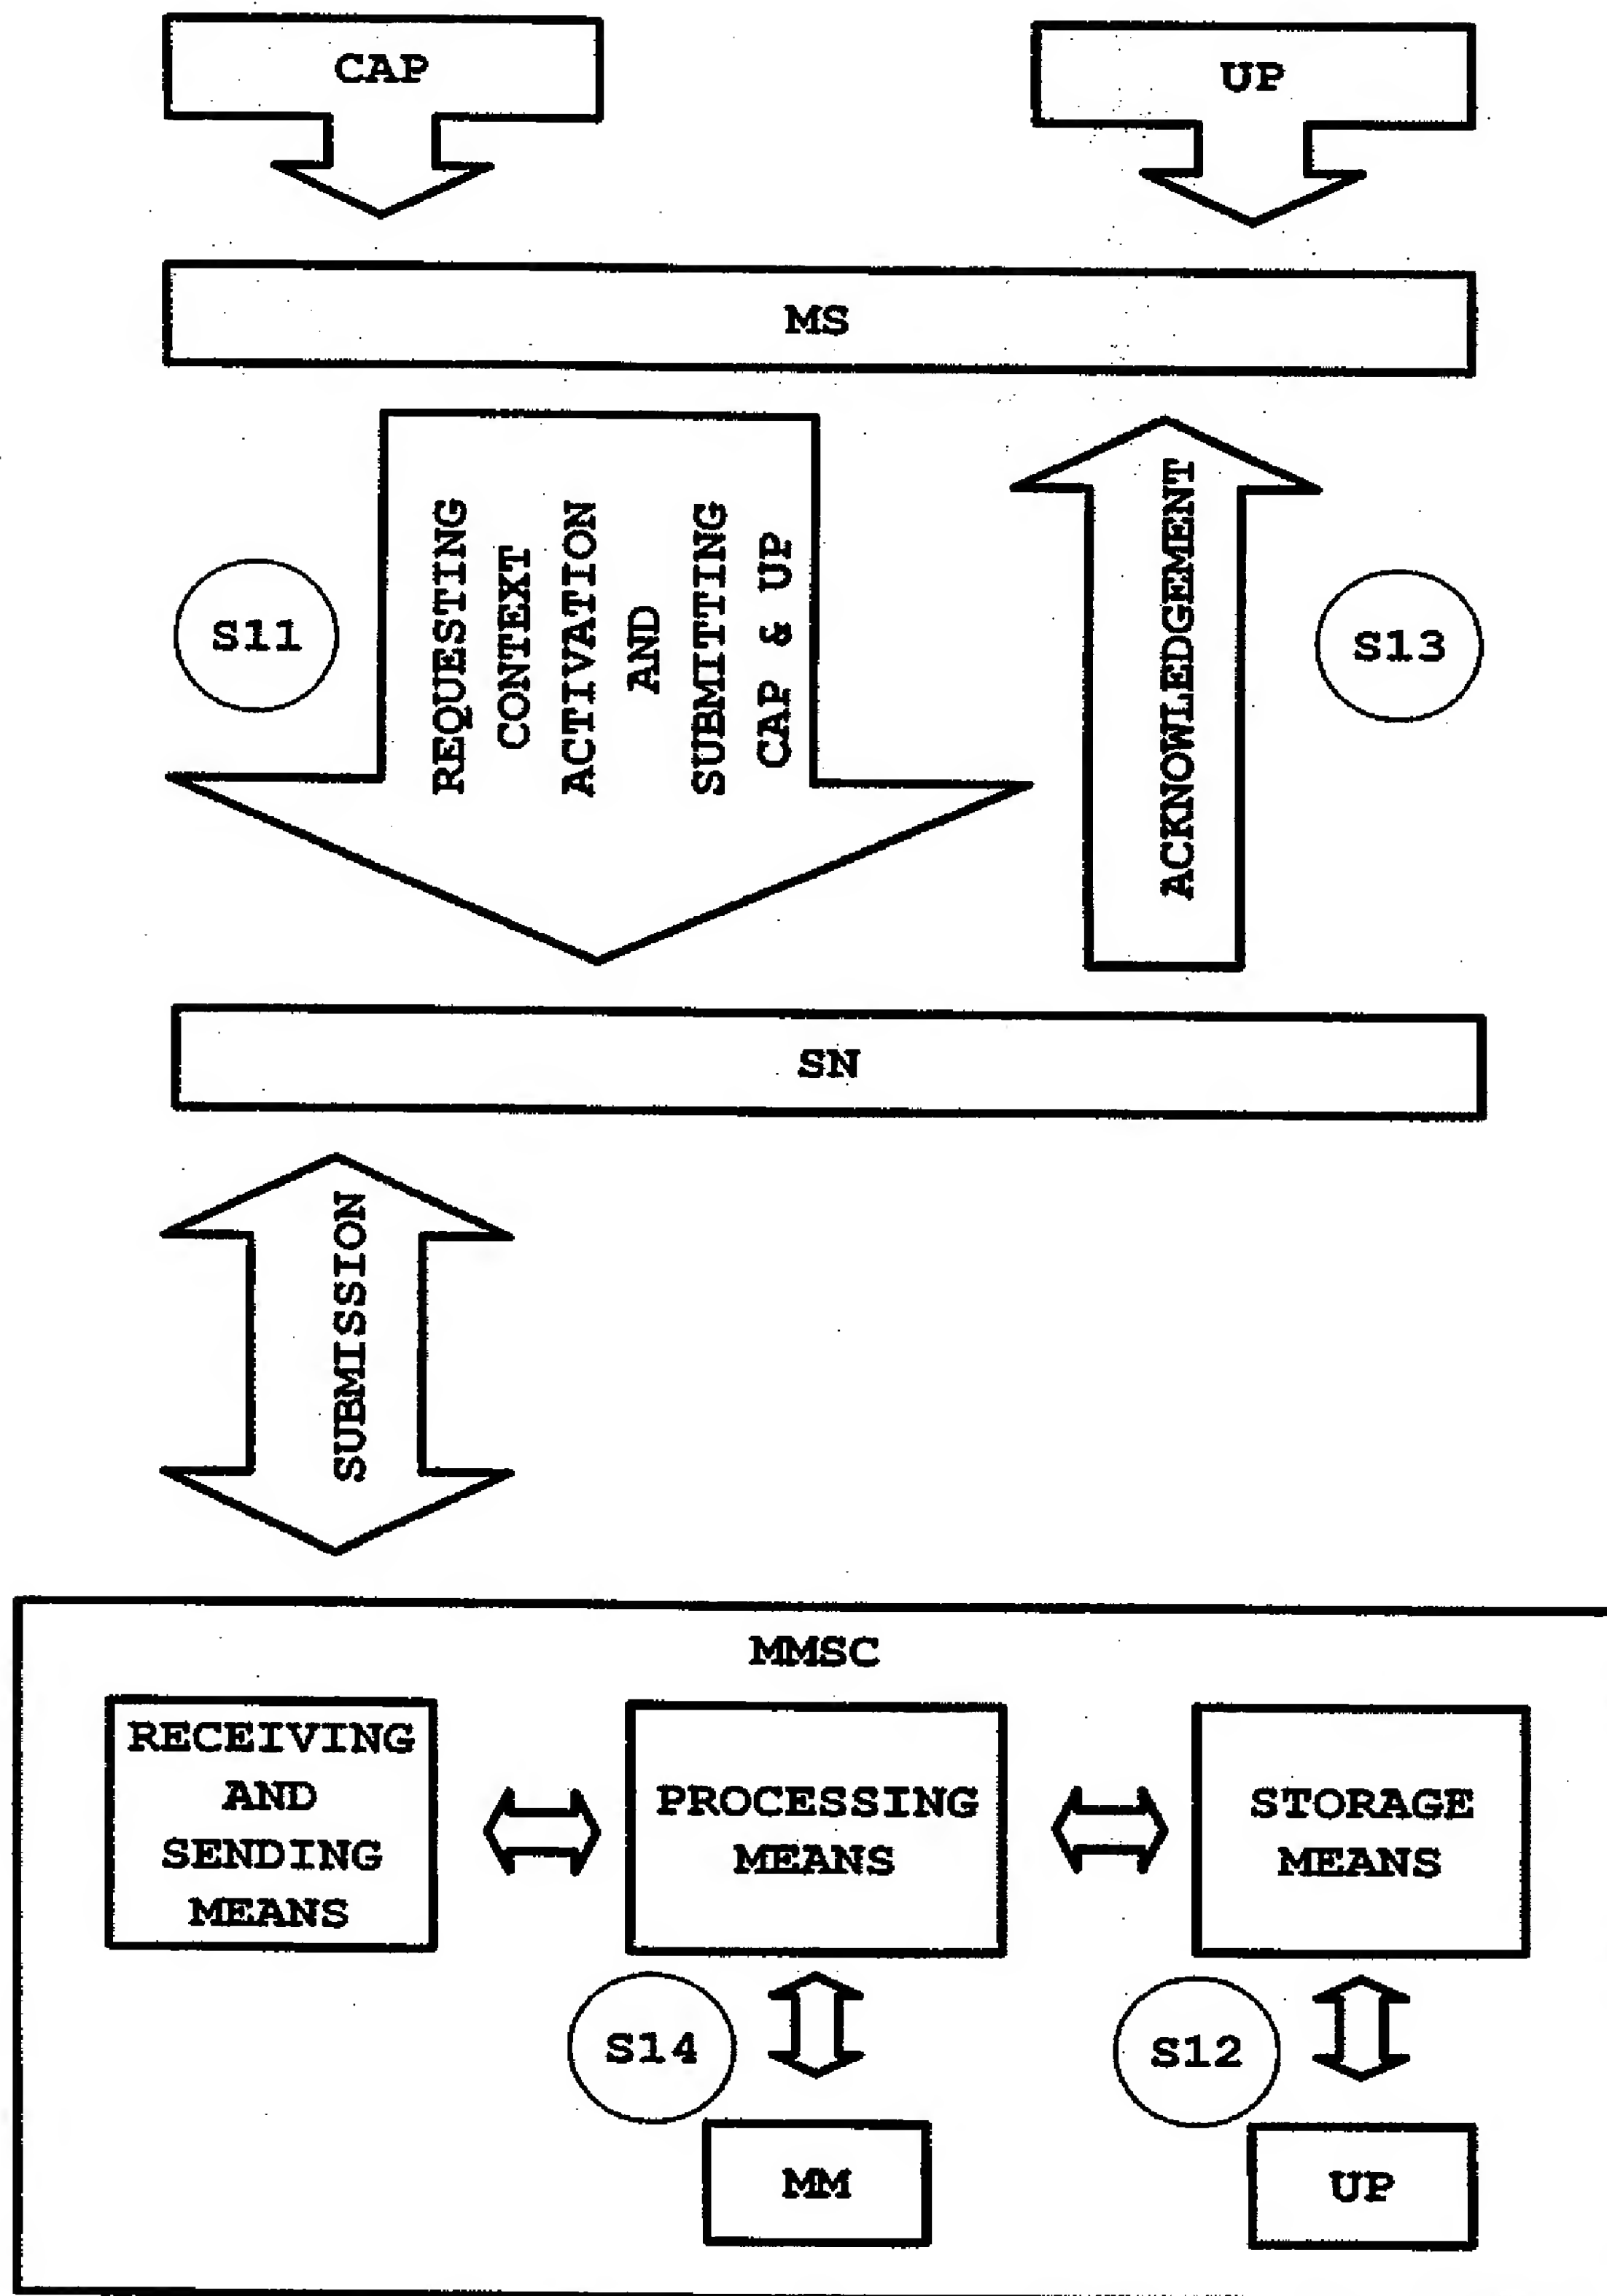 CAP
UP
MS
S11
REQUESTING
CONTEXT
ACTIVATION
AND
SUBMITTING
CAP & UP
ACKNOWLEDGEMENT
S13
SN
SUBMISSION
MMSC
RECEIVING
AND
SENDING
MEANS
PROCESSING
MEANS
STORAGE
MEANS
S14
S12
MM
UP